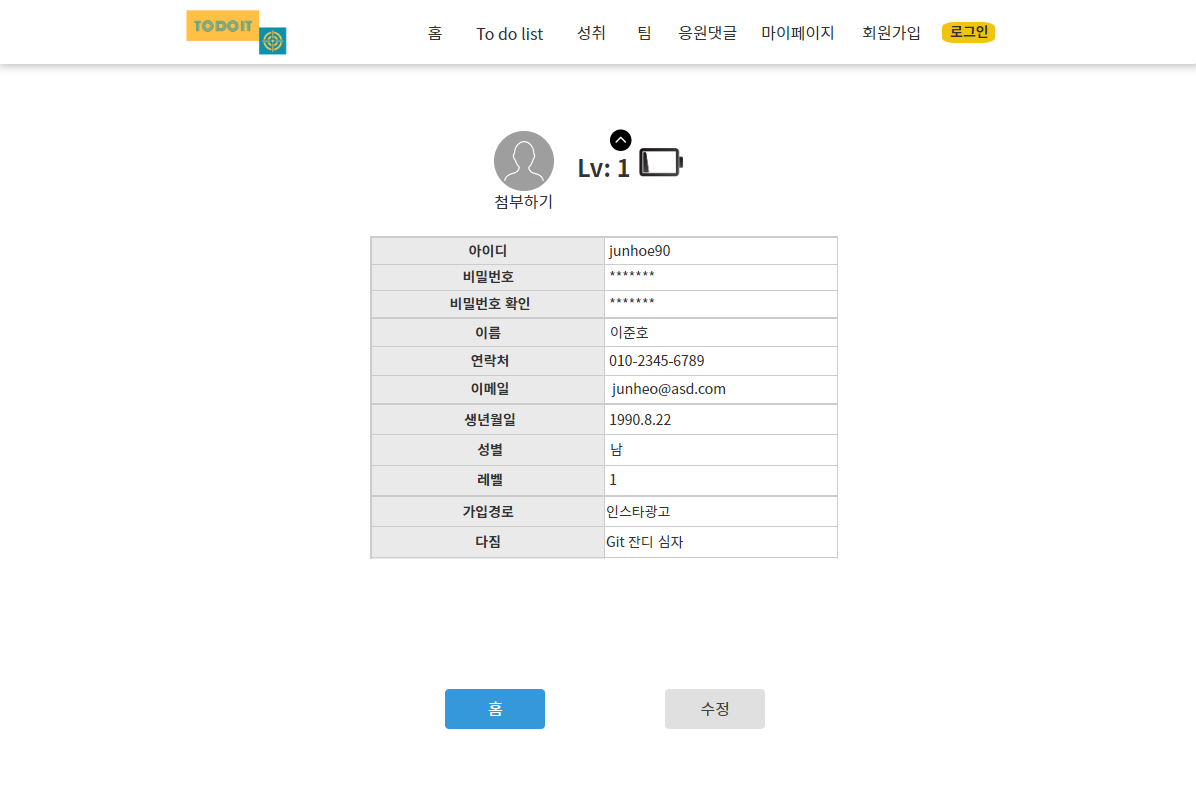 TODOIT
홈 To do list 성취 팀 응원댓글 마이페이지 회원가입 로그인
Lv: 1
첨부하기
아이디 junhoe90
비밀번호 *******
비밀번호 확인 *******
이름 이준호
연락처 010-2345-6789
이메일 junheo@asd.com
생년월일 1990.8.22
성별 남
레벨 1
가입경로 인스타광고
다짐 Git 잔디 심자
홈 수정